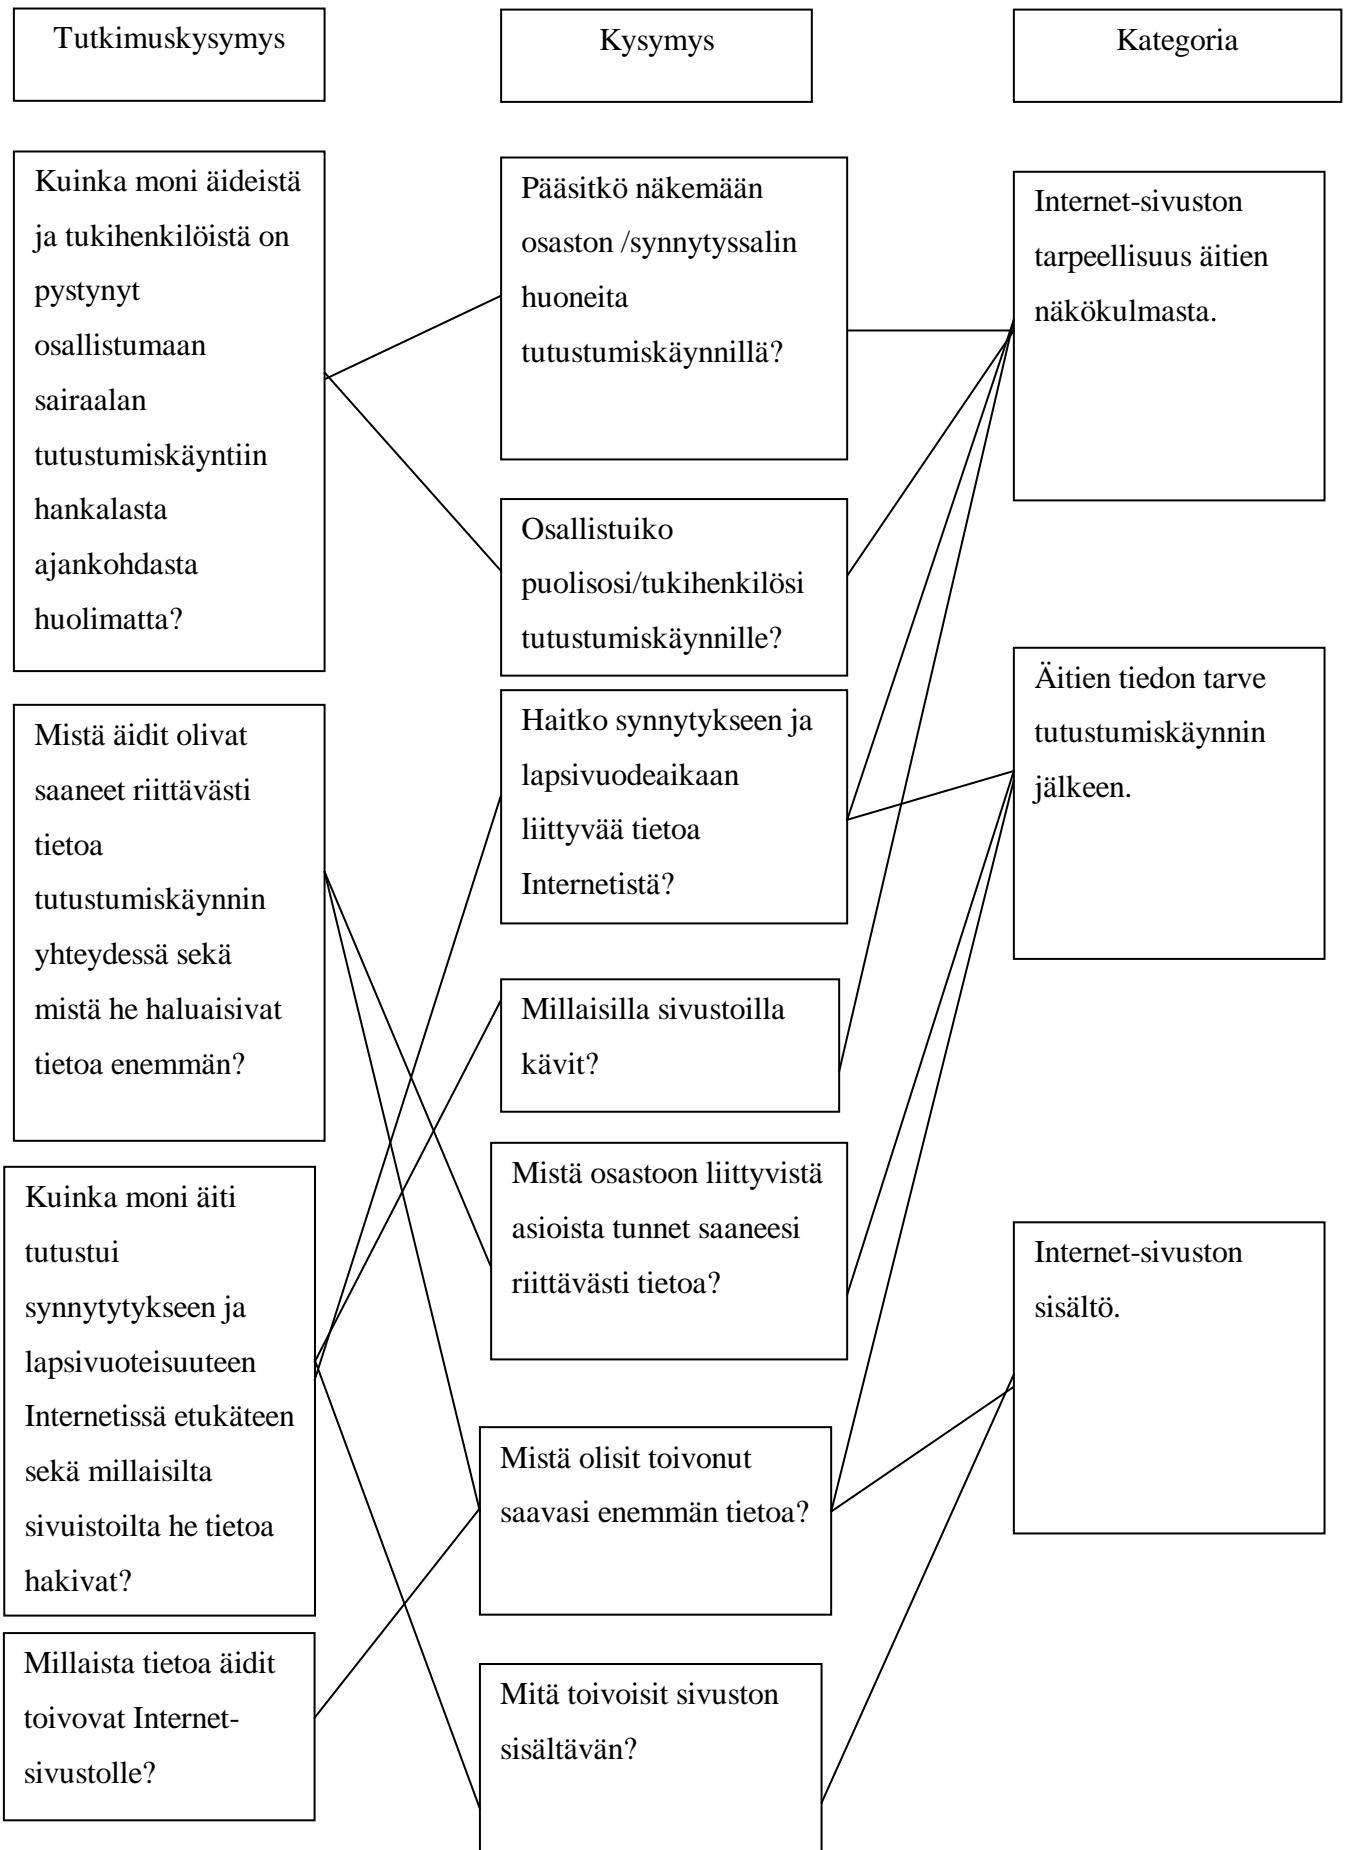 Tutkimuskysymys
Kysymys
Kategoria
Kuinka moni äideistä
ja tukihenkilöistä on
pystynyt
osallistumaan
sairaalan
tutustumiskäyntiin
hankalasta
ajankohdasta
huolimatta?
Mistä äidit olivat
saaneet riittävästi
tietoa
tutustumiskäynnin
yhteydessä sekä
mistä he haluaisivat
tietoa enemmän?
Kuinka moni äiti
tutustui
synnytytykseen ja
lapsivuoteisuuteen
Internetissä etukäteen
sekä millaisilta
sivuistoilta he tietoa
hakivat?
Millaista tietoa äidit
toivovat Internet-
sivustolle?
Pääsitkö näkemään
osaston /synnytyssalin
huoneita
tutustumiskäynnillä?
Osallistuiko
puolisosi/tukihenkilösi
tutustumiskäynnille?
Haitko synnytykseen ja
lapsivuodeaikaan
liittyvää tietoa
Internetistä?
Millaisilla sivustoilla
kävit?
Mistä osastoon liittyvistä
asioista tunnet saaneesi
riittävästi tietoa?
Mistä olisit toivonut
saavasi enemmän tietoa?
Mitä toivoisit sivuston
sisältävän?
Internet-sivuston
tarpeellisuus äitien
näkökulmasta.
Äitien tiedon tarve
tutustumiskäynnin
jälkeen.
Internet-sivuston
sisältö.